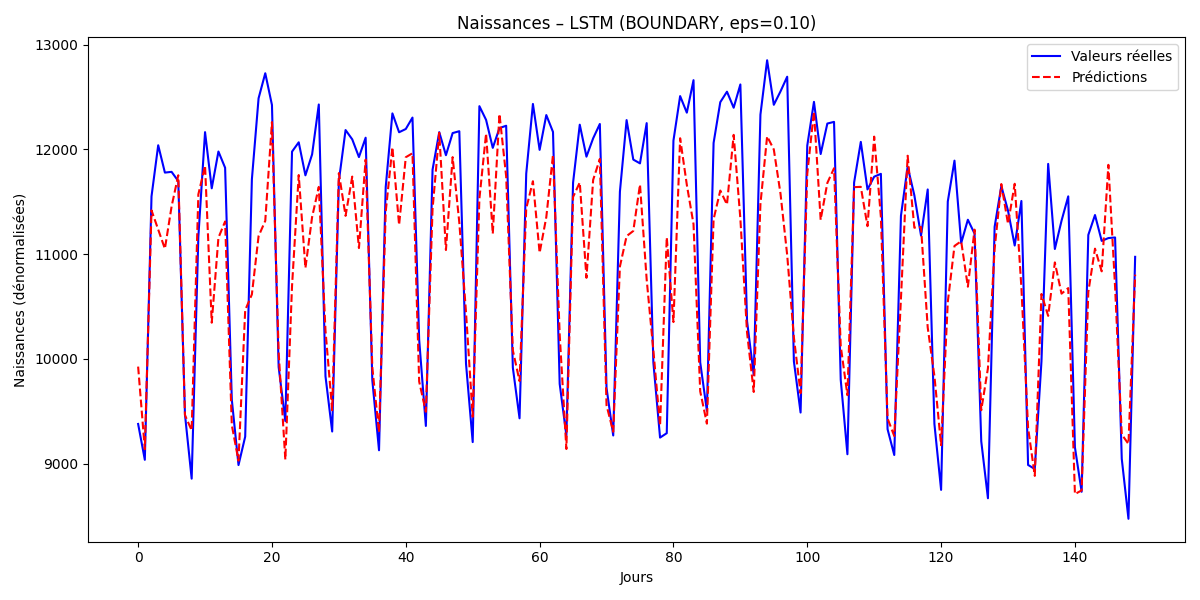 Naissances – LSTM (BOUNDARY, eps=0.10)
Valeurs réelles
Prédictions
Naissances (dénormalisées)
13000
12000
11000
10000
9000
0 20 40 60 80 100 120 140
Jours